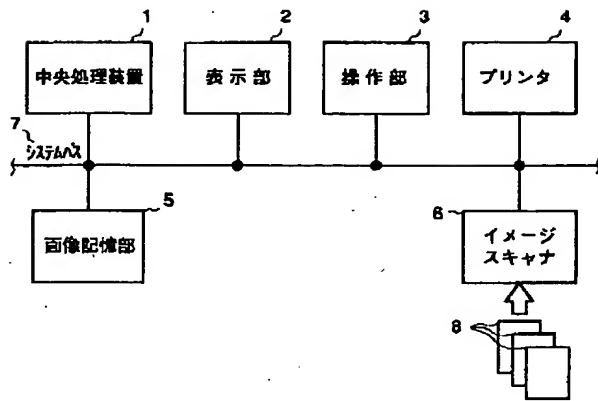 1
2
3
4
中央処理装置
表示部
操作部
プリンタ
7
システムバス
5
6
画像記憶部
イメージ
スキャナ
8